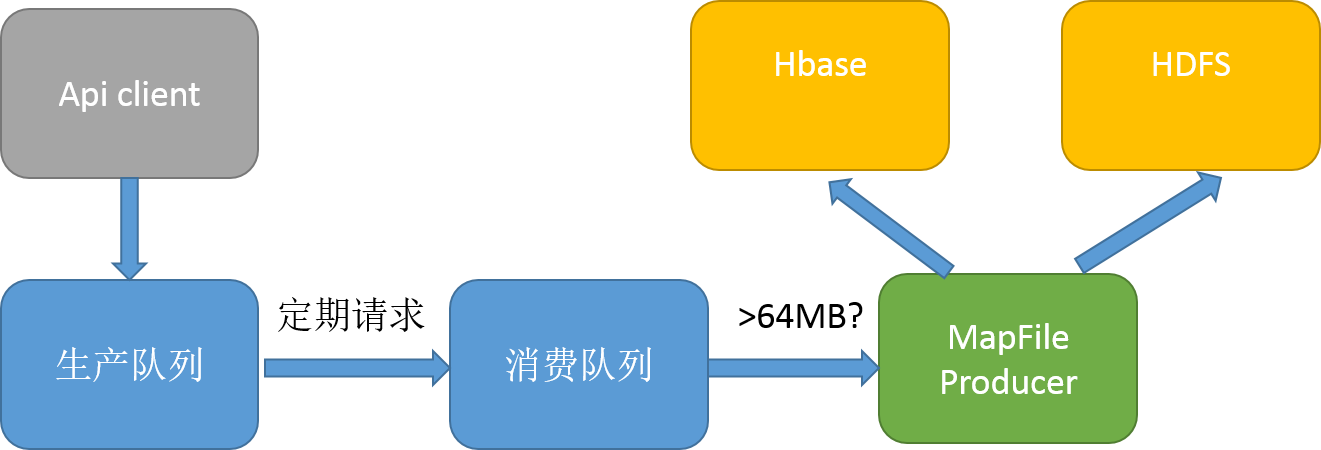 Api client
Hbase
HDFS
生产队列
定期请求
消费队列
>64MB?
MapFile
Producer